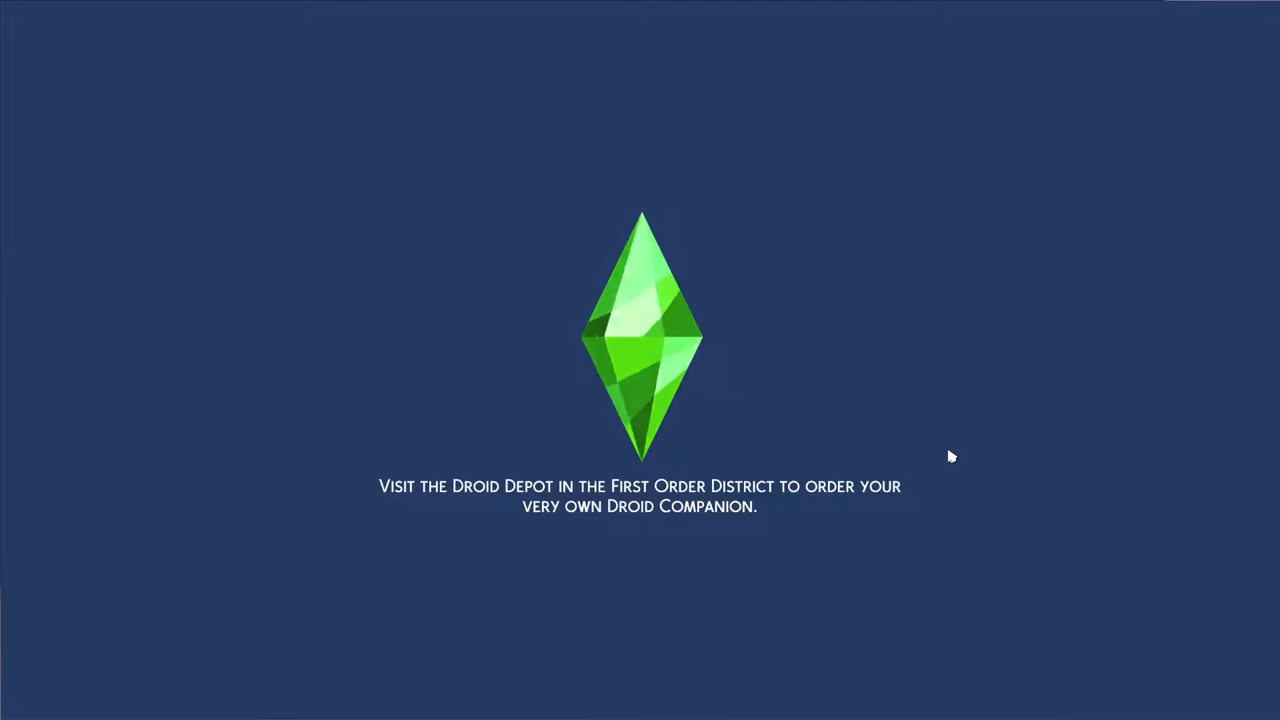 Visit the Droid Depot in the First Order District to order your
very own Droid Companion.